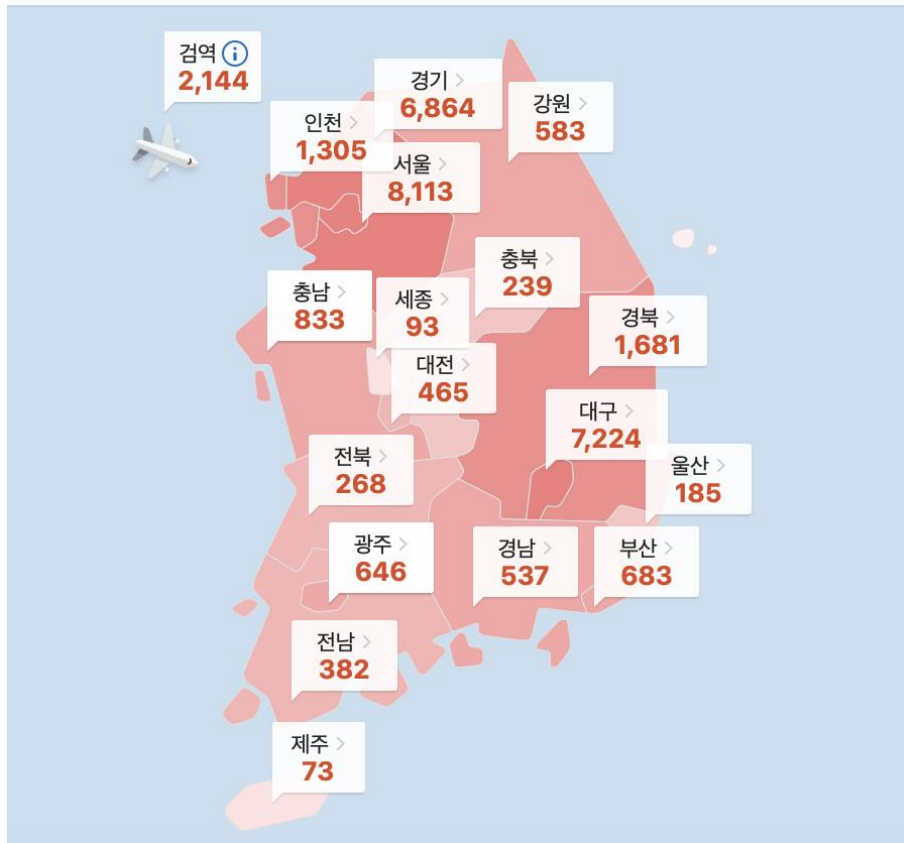 검역
2,144
경기
6,864
강원
583
인천
1,305
서울
8,113
충북
239
충남
833
세종
93
경북
1,681
대전
465
대구
7,224
전북
268
울산
185
광주
646
경남
537
부산
683
전남
382
제주
73